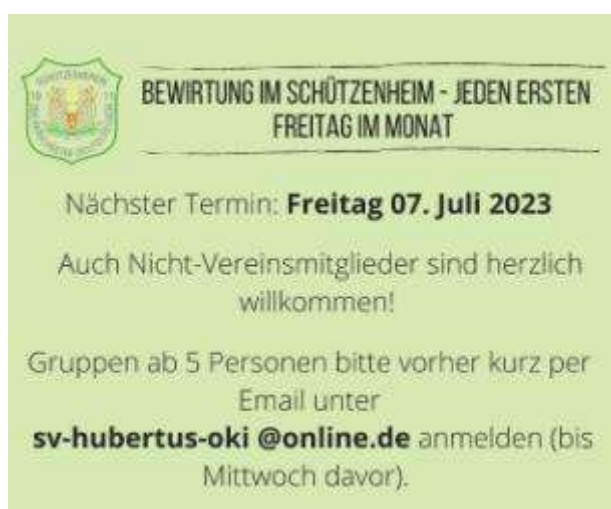 SCHÜTZENVEREIN
BEWIRTUNG IM SCHÜTZENHEIM - JEDEN ERSTEN
FREITAG IM MONAT
Nächster Termin: Freitag 07. Juli 2023
Auch Nicht-Vereinsmitglieder sind herzlich
willkommen!
Gruppen ab 5 Personen bitte vorher kurz per
Email unter
sv-hubertus-oki @online.de anmelden (bis
Mittwoch davor).